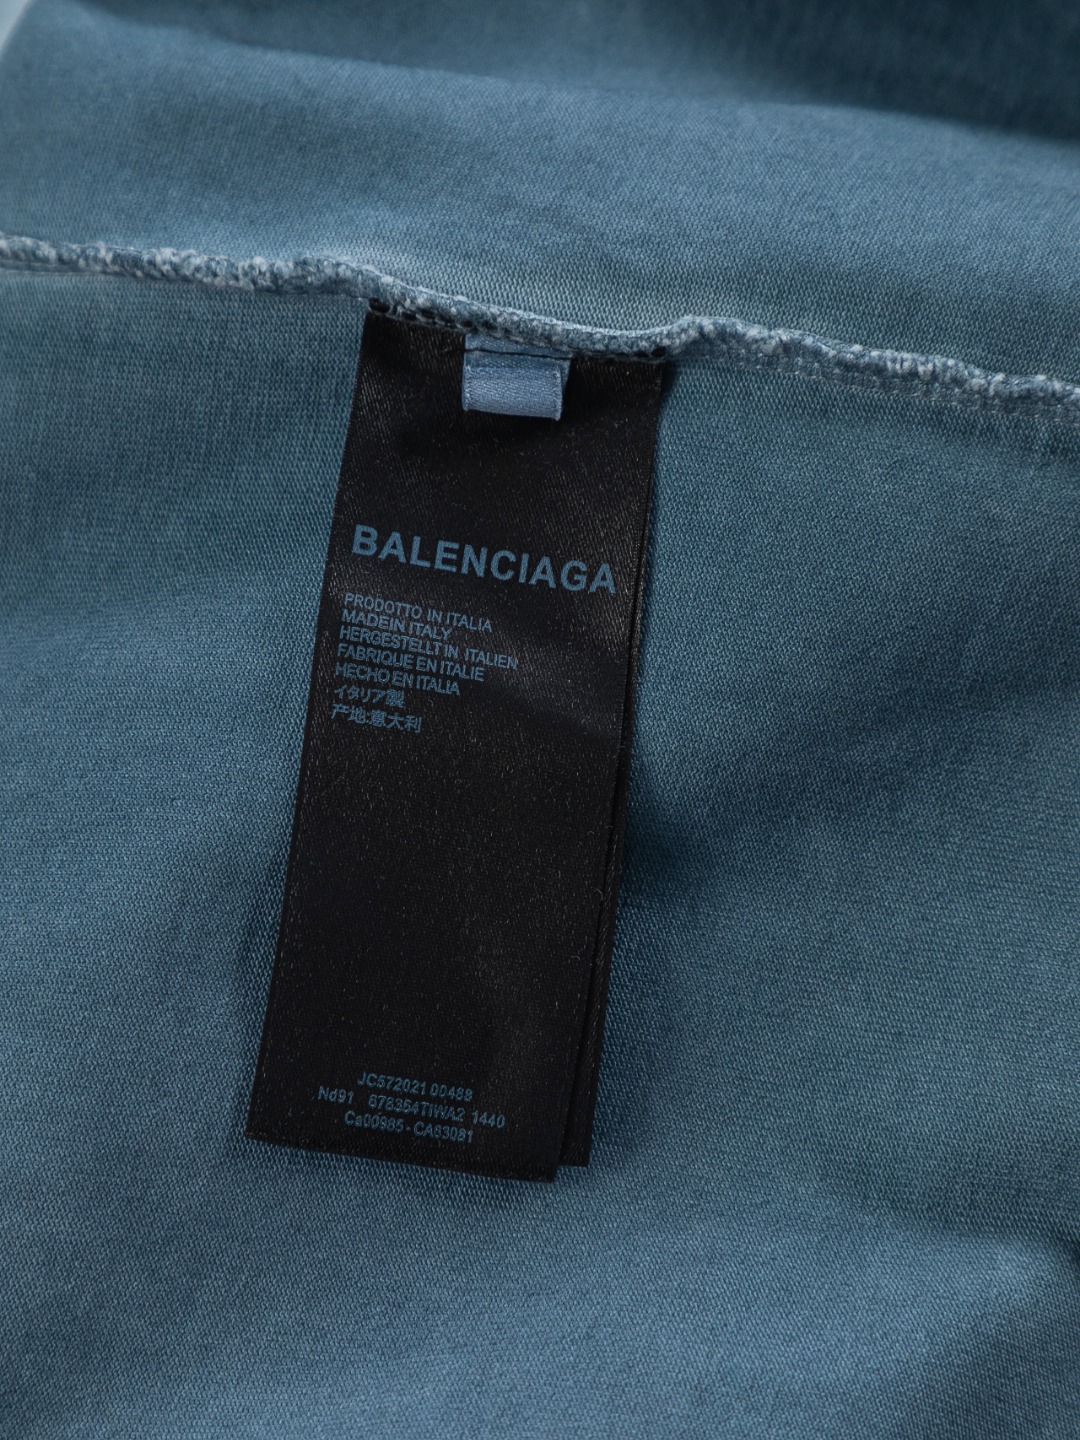 BALENCIAGA
PRODOTTO IN ITALIA
MADE IN ITALY
HERGESTELLT IN ITALIEN
FABRIQUE EN ITALIE
HECHO EN ITALIA
イタリア製
产地:意大利
JC572021 00488
Nd91 678354TIWA2 1440
Ca00985 - CA63081